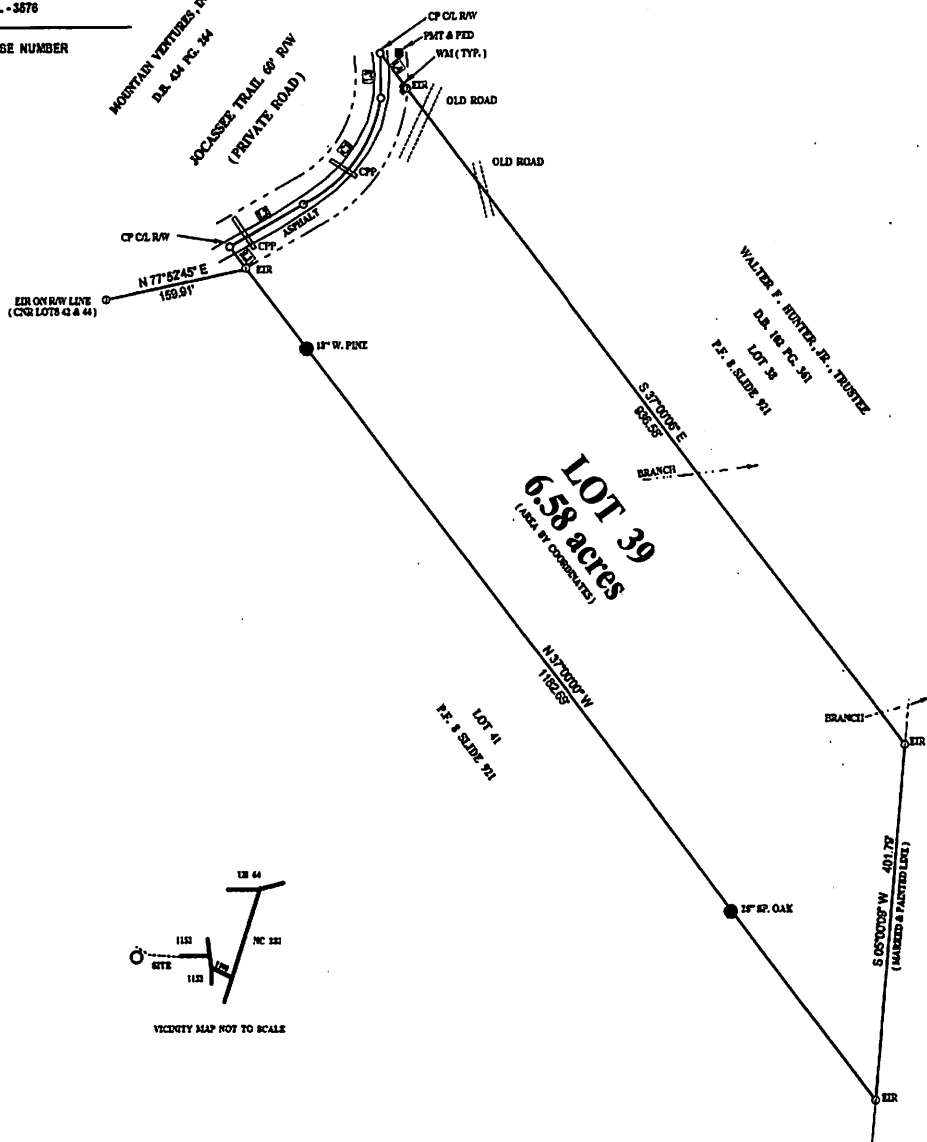 L - 3576
SE NUMBER
MOUNTAIN VENTURES, IN
D.B. 434 PG. 264
JOCASSEE TRAIL 60' R/W
(PRIVATE ROAD)
CP C/L R/W
PMT & PED
WM (TYP.)
EIR
OLD ROAD
OLD ROAD
CPP
ASPHALT
CP C/L R/W
CPP
EIR
N 77°52'45" E
159.91'
EIR ON R/W LINE
(CNR LOTS 42 & 44)
18" W. PINE
WALTER F. HUNTER, JR., TRUSTEE
D.B. 182 PG. 361
LOT 38
P.F. 8 SLIDE 921
S 37°00'06" E
936.58'
BRANCH
LOT 39
6.58 acres
(AREA BY COORDINATES)
N 37°00'00" W
1182.69'
LOT 41
P.F. 8 SLIDE 921
BRANCH
EIR
S 05°00'09" W 401.79'
(MARKED & PAINTED LINE)
25" SP. OAK
EIR
US 64
NC 281
1152
SITE
1153
VICINITY MAP NOT TO SCALE